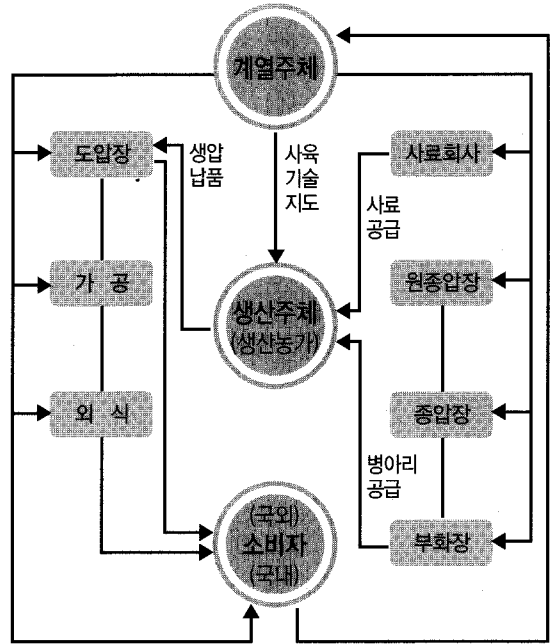 계열주체
도압장
생압
납품
사육
기술
지도
사료회사
사료
공급
가 공
생산주체
(생산농가)
원종압장
외 식
종압장
병아리
공급
(국외)
소비자
(국내)
부화장